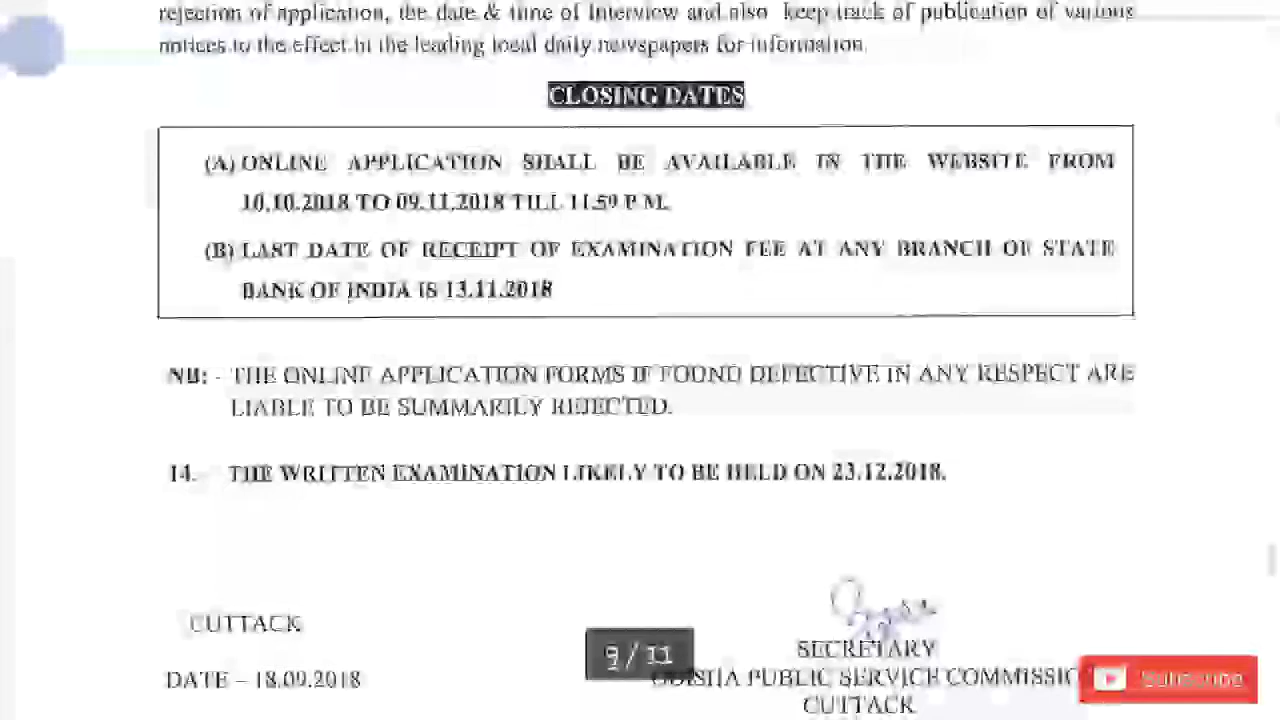 rejection of application, the date & time of Interview and also keep track of publication of various
notices to the effect in the leading local daily newspapers for information.
CLOSING DATES
(A) ONLINE APPLICATION SHALL BE AVAILABLE IN THE WEBSITE FROM
10.10.2018 TO 09.11.2018 TILL 11.59 P.M.
(B) LAST DATE OF RECEIPT OF EXAMINATION FEE AT ANY BRANCH OF STATE
BANK OF INDIA IS 13.11.2018
NB: - THE ONLINE APPLICATION FORMS IF FOUND DEFECTIVE IN ANY RESPECT ARE
LIABLE TO BE SUMMARILY REJECTED.
14. THE WRITTEN EXAMINATION LIKELY TO BE HELD ON 23.12.2018.
CUTTACK
SECRETARY
DATE – 18.09.2018
9 / 11
ODISHA PUBLIC SERVICE COMMISSIO
Subscribe
CUTTACK